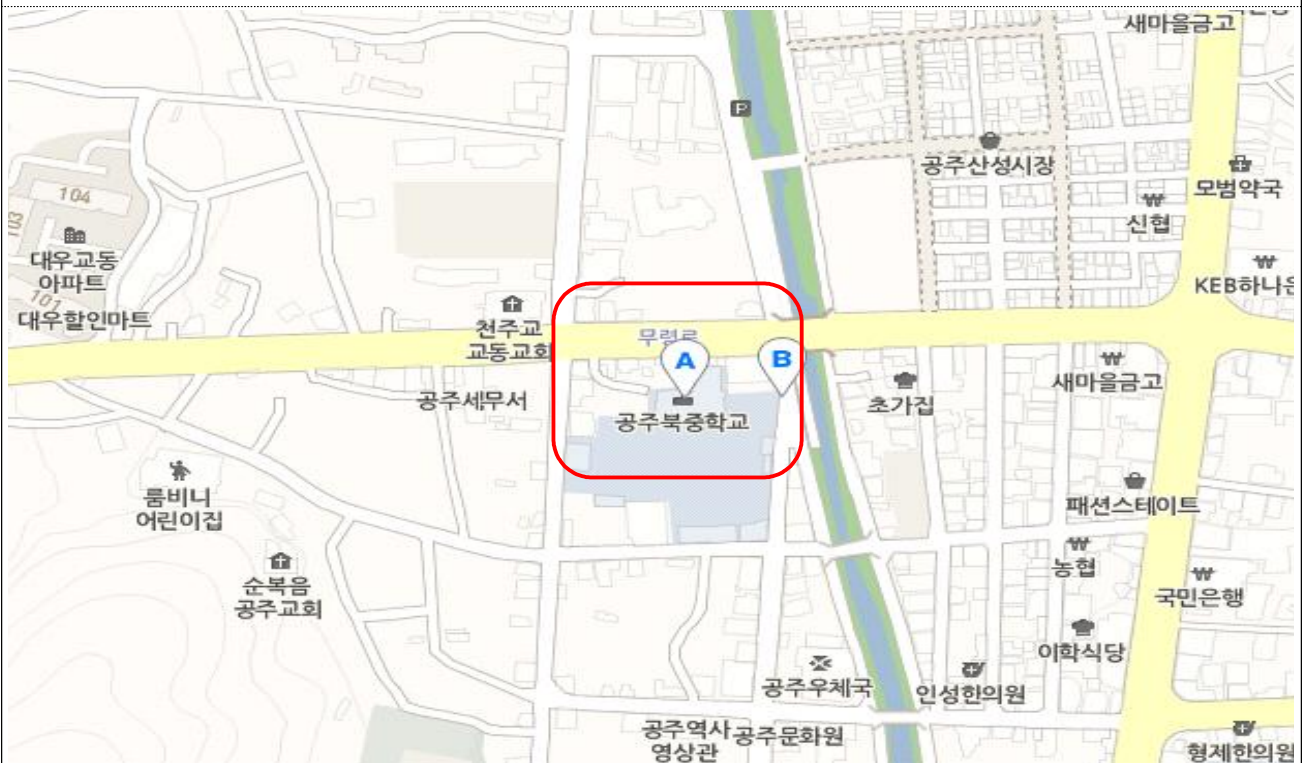 새마을금고
P
공주산성시장
모범약국
신협
104
103
대우교동
아파트
101
대우할인마트
KEB하나은
천주교
교동교회
무령로
A
B
새마을금고
공주세무서
공주북중학교
초가집
룸비니
어린이집
패션스테이트
순복음
공주교회
농협
국민은행
이학식당
공주우체국
인성한의원
공주역사
영상관
공주문화원
형제한의원